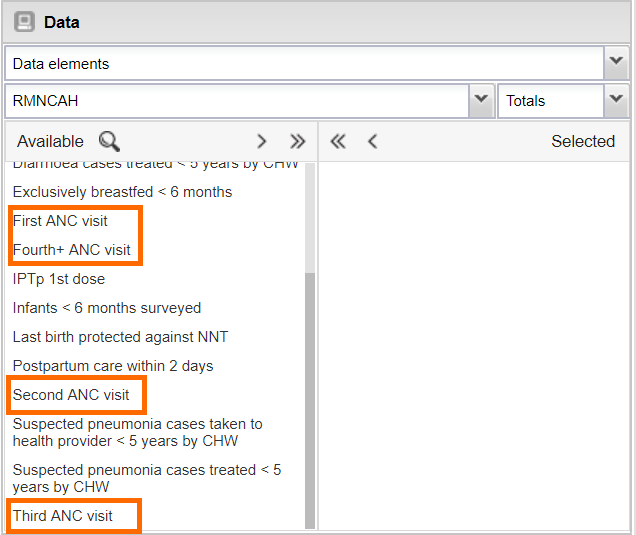 Data
Data elements
RMNCAH
Totals
Available
Selected
Diarrhoea cases treated < 5 years by CHW
Exclusively breastfed < 6 months
First ANC visit
Fourth+ ANC visit
IPTp 1st dose
Infants < 6 months surveyed
Last birth protected against NNT
Postpartum care within 2 days
Second ANC visit
Suspected pneumonia cases taken to
health provider < 5 years by CHW
Suspected pneumonia cases treated < 5
years by CHW
Third ANC visit